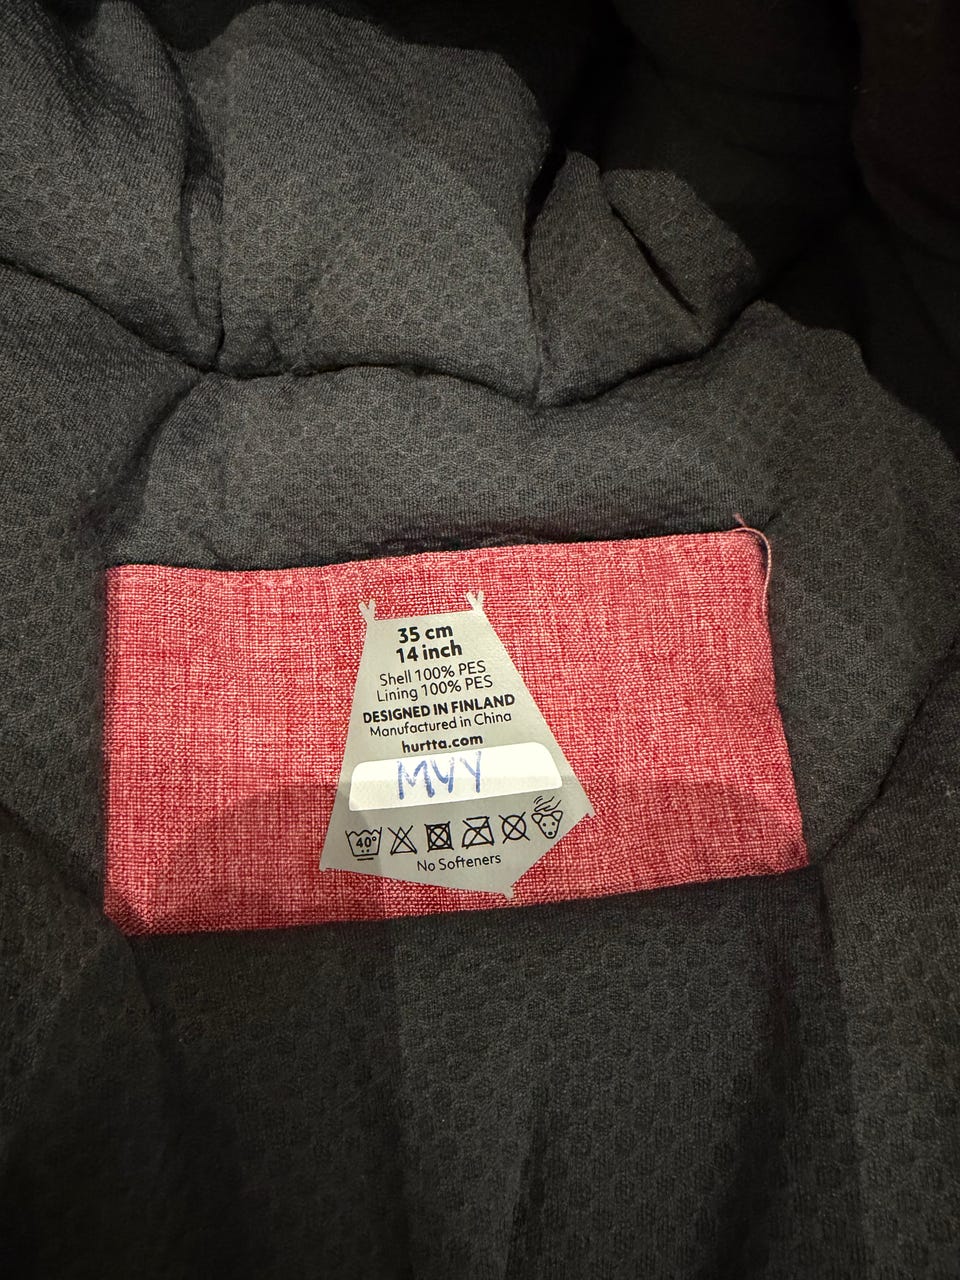 35 cm
14 inch
Shell 100% PES
Lining 100% PES
DESIGNED IN FINLAND
Manufactured in China
hurtta.com
MYY
40°
No Softeners